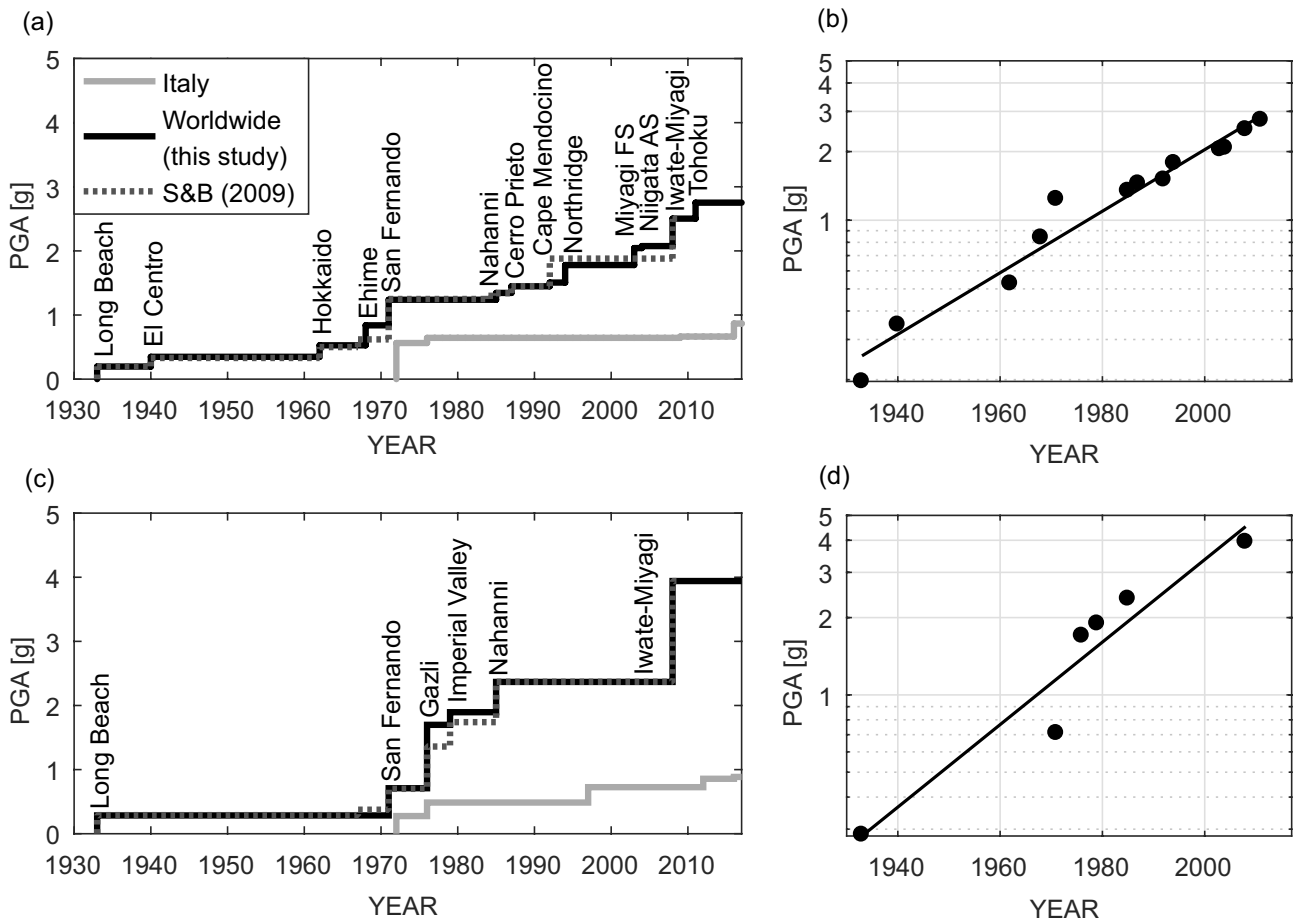 (a)
PGA [g]
5
4
3
2
1
0
Italy
Worldwide
(this study)
S&B (2009)
Long Beach
El Centro
Hokkaido
Ehime
San Fernando
Nahanni
Cerro Prieto
Cape Mendocino
Northridge
Miyagi FS
Niigata AS
Iwate-Miyagi
Tohoku
1930 1940 1950 1960 1970 1980 1990 2000 2010
YEAR
(b)
PGA [g]
5
3
2
1
1940 1960 1980 2000
YEAR
(c)
PGA [g]
5
4
3
2
1
0
Long Beach
San Fernando
Gazli
Imperial Valley
Nahanni
Iwate-Miyagi
1930 1940 1950 1960 1970 1980 1990 2000 2010
YEAR
(d)
PGA [g]
5
4
3
2
1
1940 1960 1980 2000
YEAR